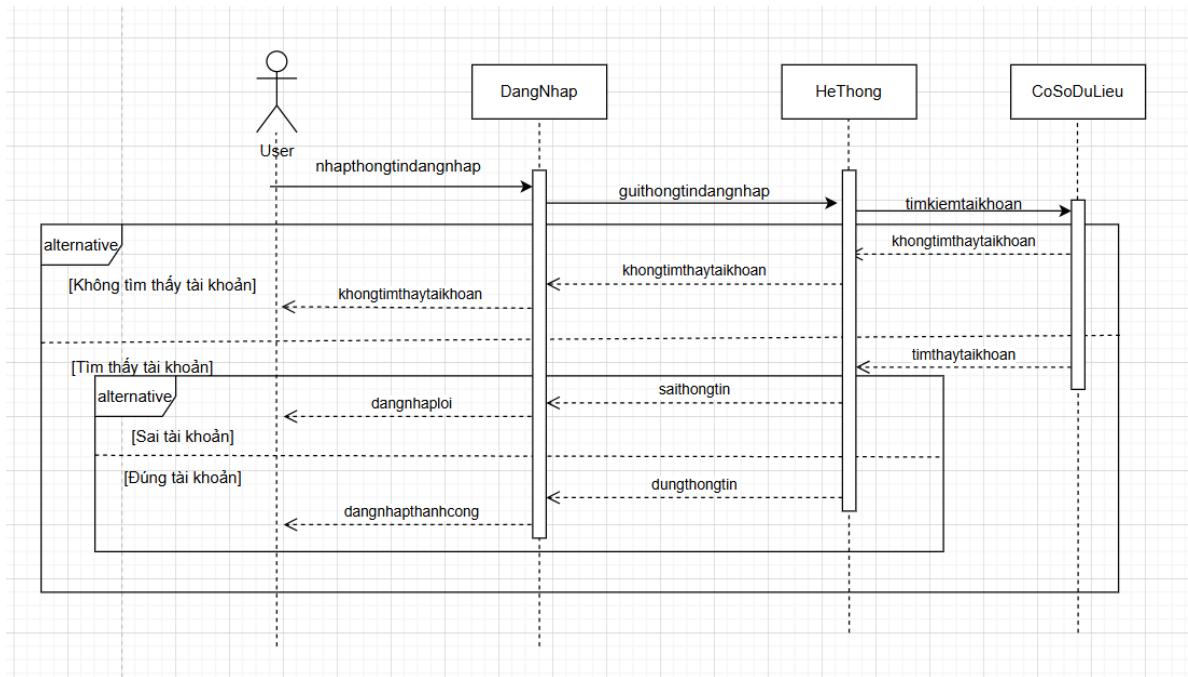 DangNhap
HeThong
CoSoDuLieu
User
nhapthongtindangnhap
guithongtindangnhap
timkiemtaikhoan
alternative
khongtimthaytaikhoan
khongtimthaytaikhoan
[Không tìm thấy tài khoản]
khongtimthaytaikhoan
timthaytaikhoan
[Tìm thấy tài khoản]
alternative
saithongtin
dangnhaploi
[Sai tài khoản]
[Đúng tài khoản]
dungthongtin
dangnhapthanhcong